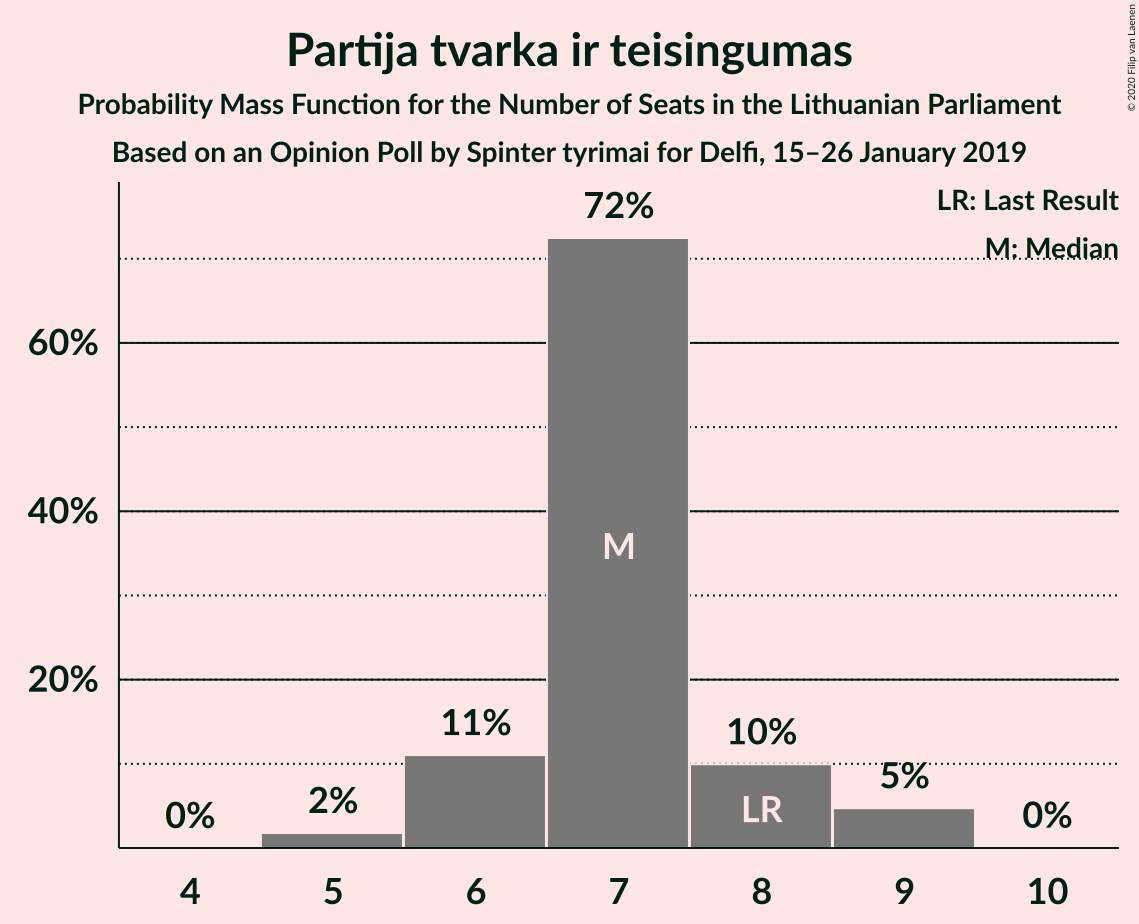 Partija tvarka ir teisingumas
Probability Mass Function for the Number of Seats in the Lithuanian Parliament
Based on an Opinion Poll by Spinter tyrimai for Delfi, 15–26 January 2019
© 2020 Filip van Laenen
LR: Last Result
M: Median
72%
60%
40%
20%
M
11%
10%
5%
2%
0%
0%
LR
4 5 6 7 8 9 10